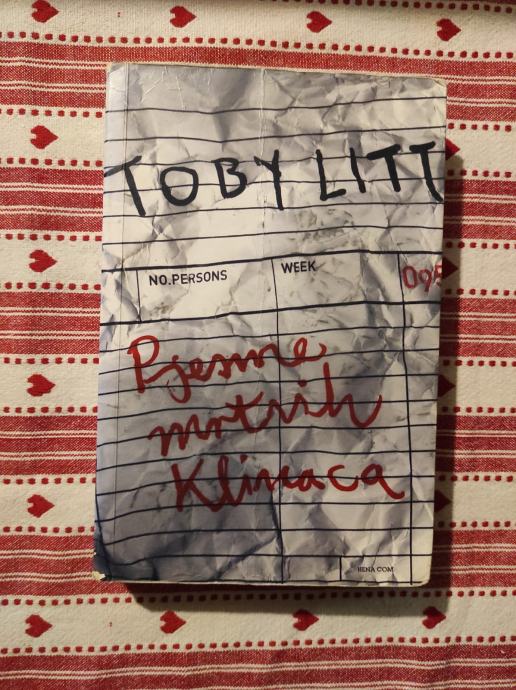 TOBY LITT
NO.PERSONS WEEK 095
Pjesme
mrtvih
Klinaca
HENA COM